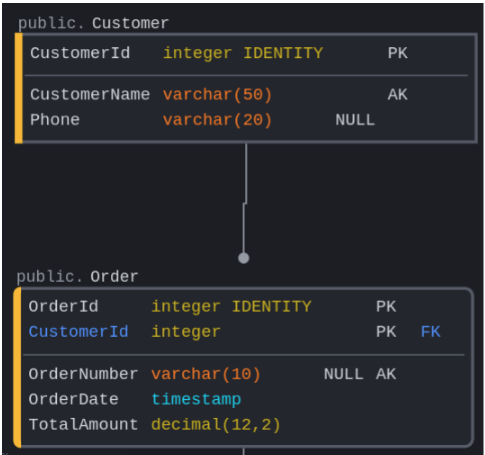 public. Customer
CustomerId integer IDENTITY PK
CustomerName varchar(50) AK
Phone varchar(20) NULL
public. Order
OrderId integer IDENTITY PK
CustomerId integer PK FK
OrderNumber varchar(10) NULL AK
OrderDate timestamp
TotalAmount decimal(12,2)